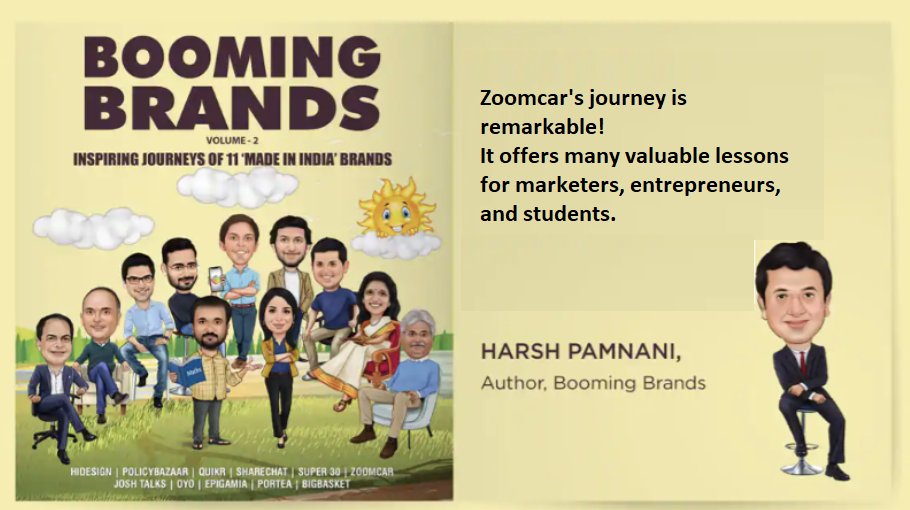 BOOMING
BRANDS
VOLUME - 2
INSPIRING JOURNEYS OF 11 'MADE IN INDIA' BRANDS
Maths
HIDESIGN | POLICYBAZAAR | QUIKR | SHARECHAT | SUPER 30 | ZOOMCAR
JOSH TALKS | OYO | EPIGAMIA | PORTEA | BIGBASKET
Zoomcar's journey is
remarkable!
It offers many valuable lessons
for marketers, entrepreneurs,
and students.
HARSH PAMNANI,
Author, Booming Brands